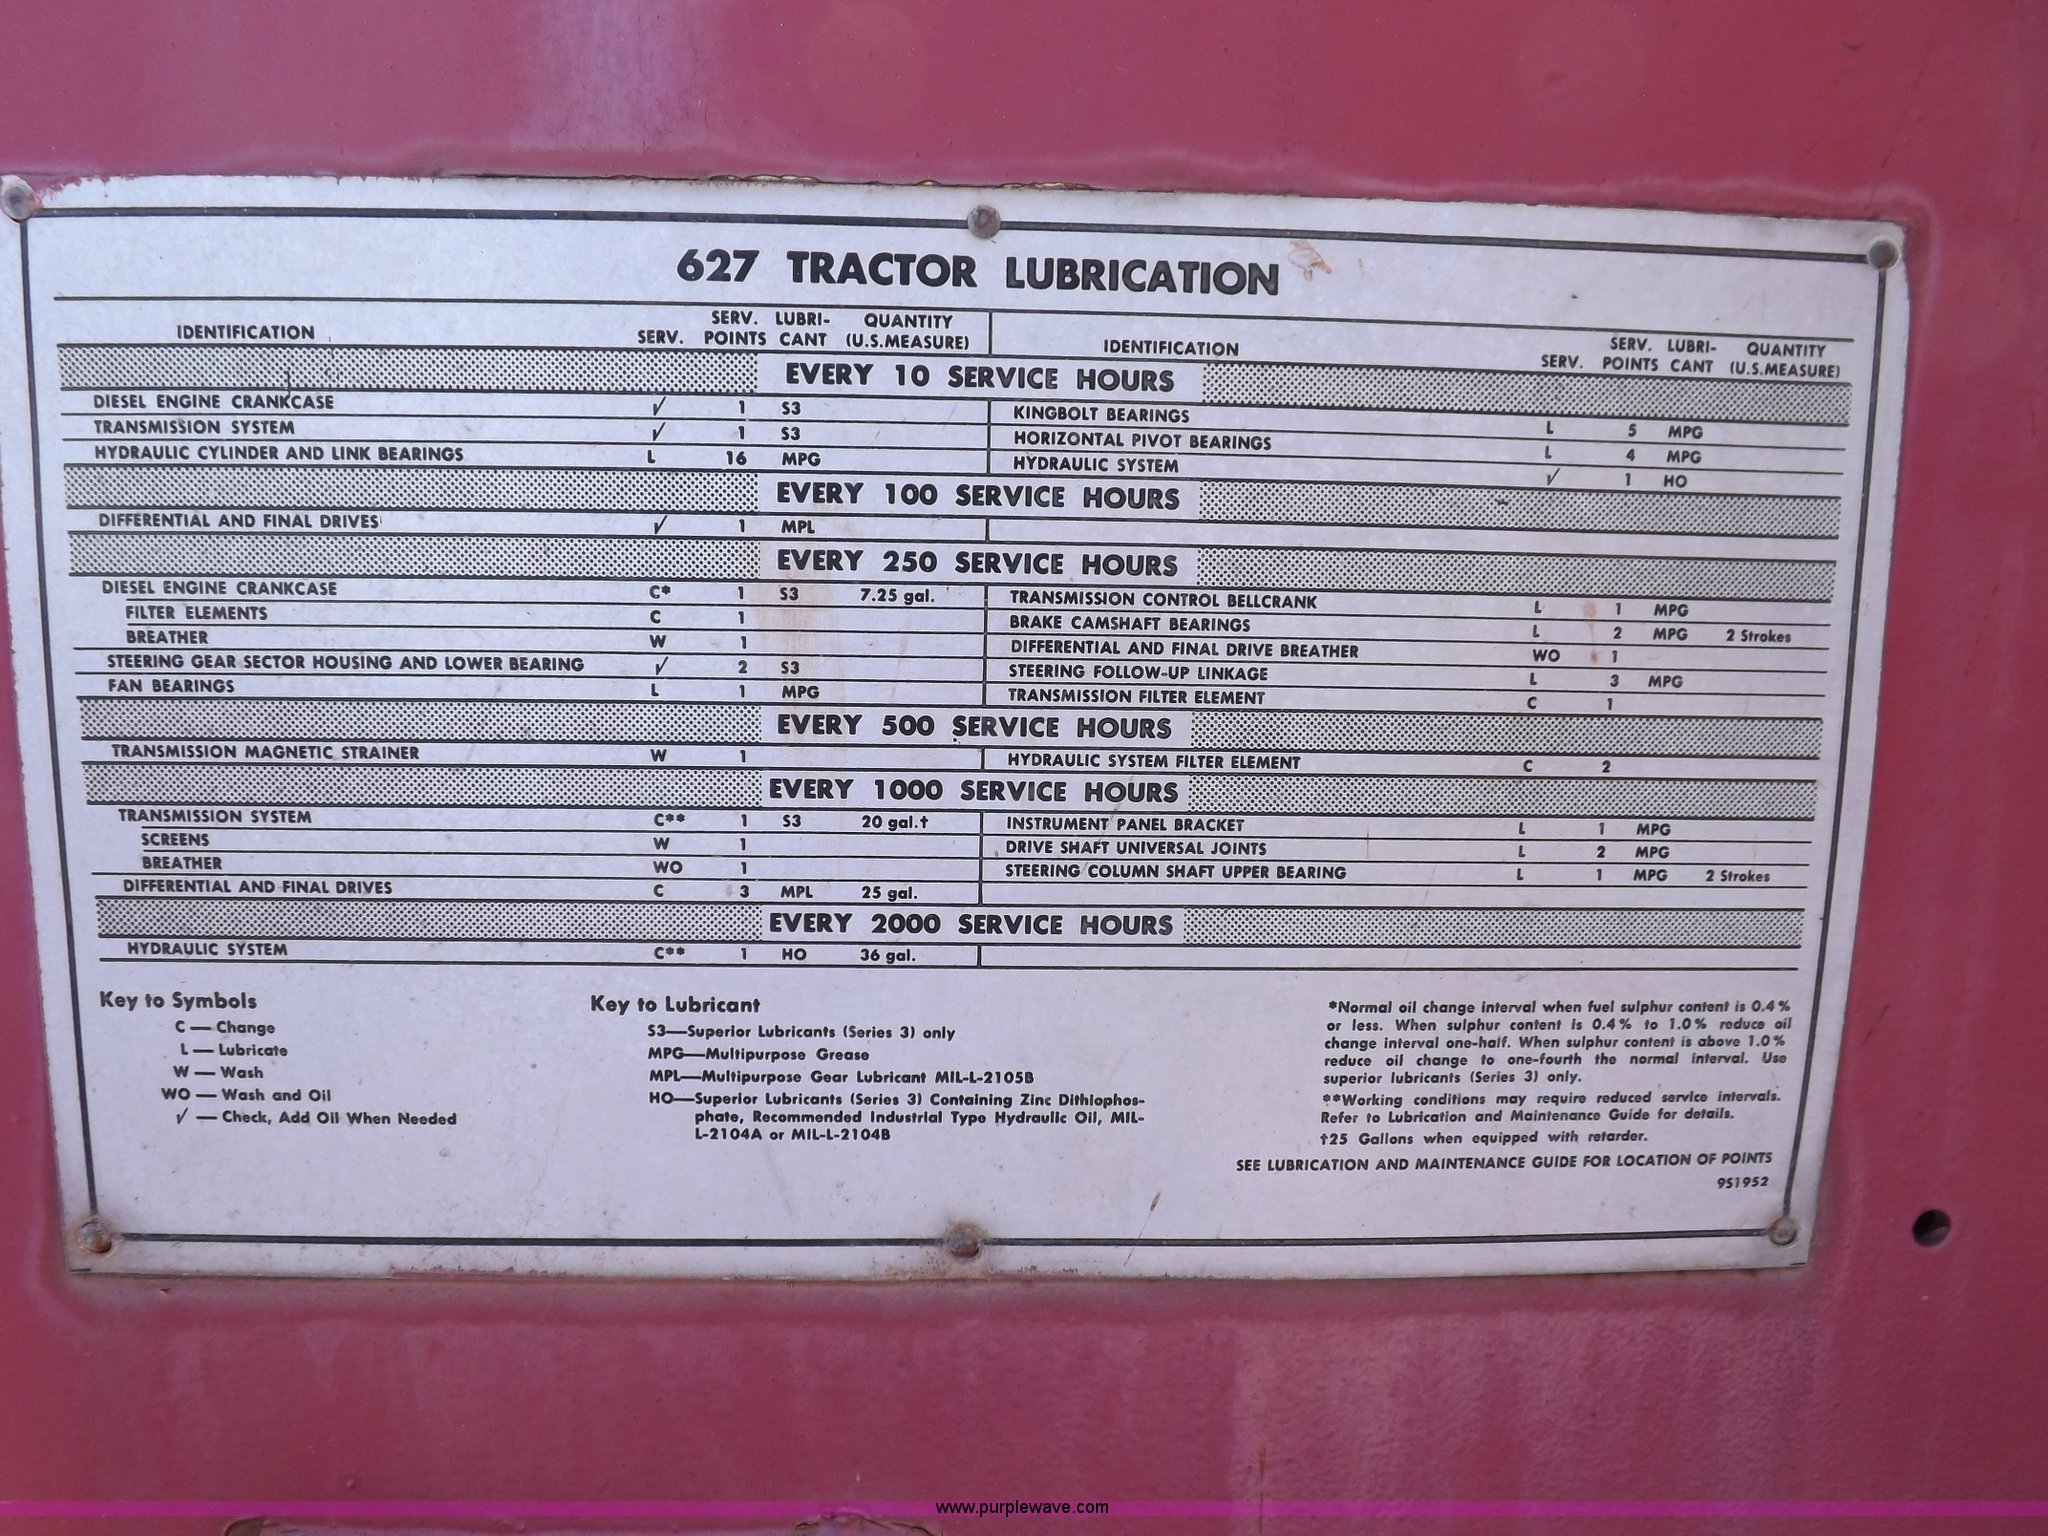 627 TRACTOR LUBRICATION
IDENTIFICATION SERV. SERV. POINTS LUBRI-CANT QUANTITY (U.S.MEASURE) IDENTIFICATION SERV. SERV. POINTS LUBRI-CANT QUANTITY (U.S.MEASURE)
EVERY 10 SERVICE HOURS
DIESEL ENGINE CRANKCASE ✓ 1 S3 KINGBOLT BEARINGS L 5 MPG
TRANSMISSION SYSTEM ✓ 1 S3 HORIZONTAL PIVOT BEARINGS L 4 MPG
HYDRAULIC CYLINDER AND LINK BEARINGS L 16 MPG HYDRAULIC SYSTEM ✓ 1 HO
EVERY 100 SERVICE HOURS
DIFFERENTIAL AND FINAL DRIVES ✓ 1 MPL
EVERY 250 SERVICE HOURS
DIESEL ENGINE CRANKCASE C* 1 S3 7.25 gal. TRANSMISSION CONTROL BELLCRANK L 1 MPG
FILTER ELEMENTS C 1 BRAKE CAMSHAFT BEARINGS L 2 MPG 2 Strokes
BREATHER W 1 DIFFERENTIAL AND FINAL DRIVE BREATHER WO 1
STEERING GEAR SECTOR HOUSING AND LOWER BEARING ✓ 2 S3 STEERING FOLLOW-UP LINKAGE L 3 MPG
FAN BEARINGS L 1 MPG TRANSMISSION FILTER ELEMENT C 1
EVERY 500 SERVICE HOURS
TRANSMISSION MAGNETIC STRAINER W 1 HYDRAULIC SYSTEM FILTER ELEMENT C 2
EVERY 1000 SERVICE HOURS
TRANSMISSION SYSTEM C** 1 S3 20 gal.† INSTRUMENT PANEL BRACKET L 1 MPG
SCREENS W 1 DRIVE SHAFT UNIVERSAL JOINTS L 2 MPG
BREATHER WO 1 STEERING COLUMN SHAFT UPPER BEARING L 1 MPG 2 Strokes
DIFFERENTIAL AND FINAL DRIVES C 3 MPL 25 gal.
EVERY 2000 SERVICE HOURS
HYDRAULIC SYSTEM C** 1 HO 36 gal.
Key to Symbols
C — Change
L — Lubricate
W — Wash
WO — Wash and Oil
✓ — Check, Add Oil When Needed
Key to Lubricant
S3—Superior Lubricants (Series 3) only
MPG—Multipurpose Grease
MPL—Multipurpose Gear Lubricant MIL-L-2105B
HO—Superior Lubricants (Series 3) Containing Zinc Dithlophos-
phate, Recommended Industrial Type Hydraulic Oil, MIL-
L-2104A or MIL-L-2104B
*Normal oil change interval when fuel sulphur content is 0.4%
or less. When sulphur content is 0.4% to 1.0% reduce oil
change interval one-half. When sulphur content is above 1.0%
reduce oil change to one-fourth the normal interval. Use
superior lubricants (Series 3) only.
**Working conditions may require reduced service intervals.
Refer to Lubrication and Maintenance Guide for details.
†25 Gallons when equipped with retarder.
SEE LUBRICATION AND MAINTENANCE GUIDE FOR LOCATION OF POINTS
9S1952
www.purplewave.com